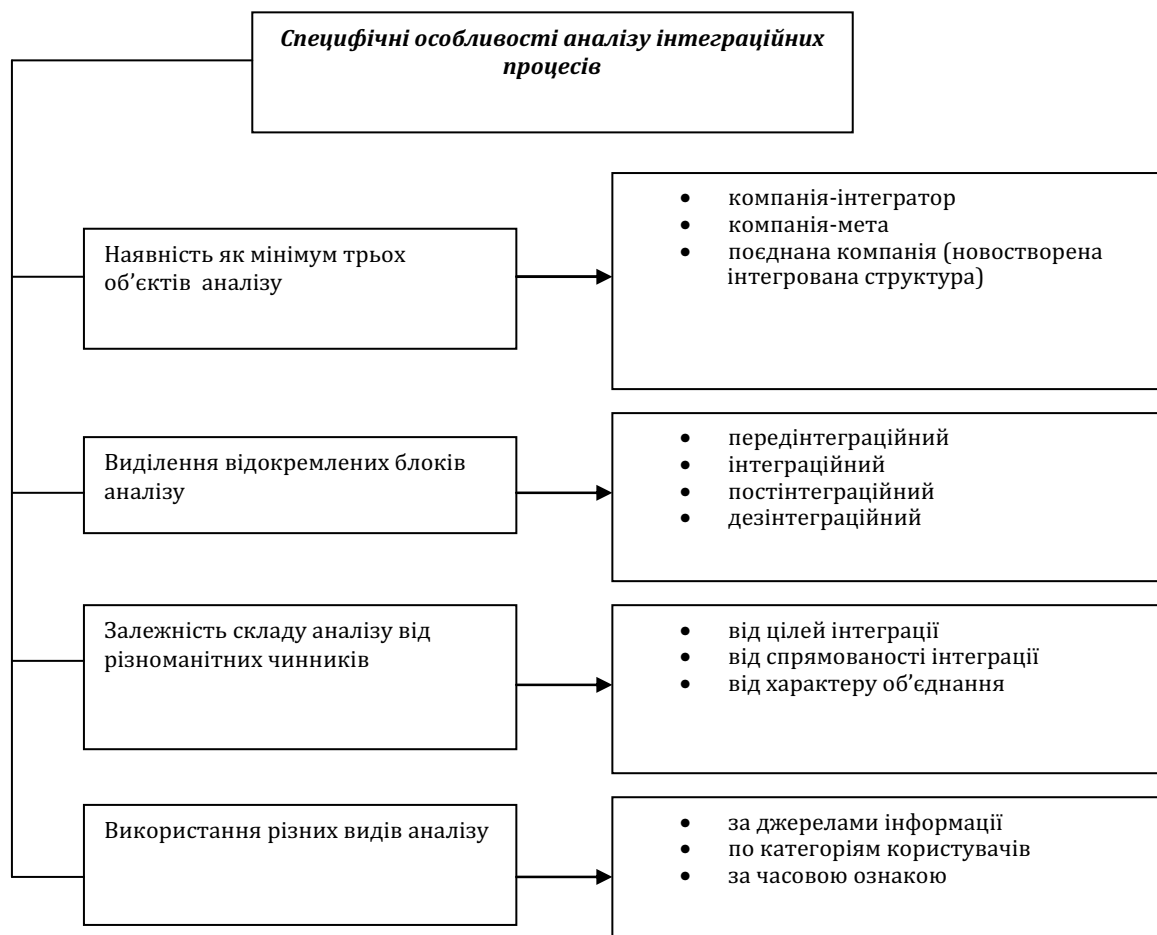 Специфічні особливості аналізу інтеграційних
процесів
Наявність як мінімум трьох
об’єктів аналізу
• компанія-інтегратор
• компанія-мета
• поєднана компанія (новостворена
інтегрована структура)
Виділення відокремлених блоків
аналізу
• передінтеграційний
• інтеграційний
• постінтеграційний
• дезінтеграційний
Залежність складу аналізу від
різноманітних чинників
• від цілей інтеграції
• від спрямованості інтеграції
• від характеру об’єднання
Використання різних видів аналізу
• за джерелами інформації
• по категоріям користувачів
• за часовою ознакою